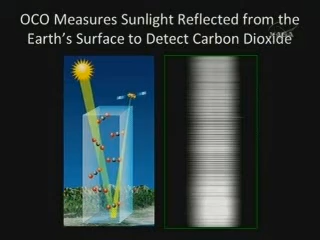 OCO Measures Sunlight Reflected from the
Earth's Surface to Detect Carbon Dioxide